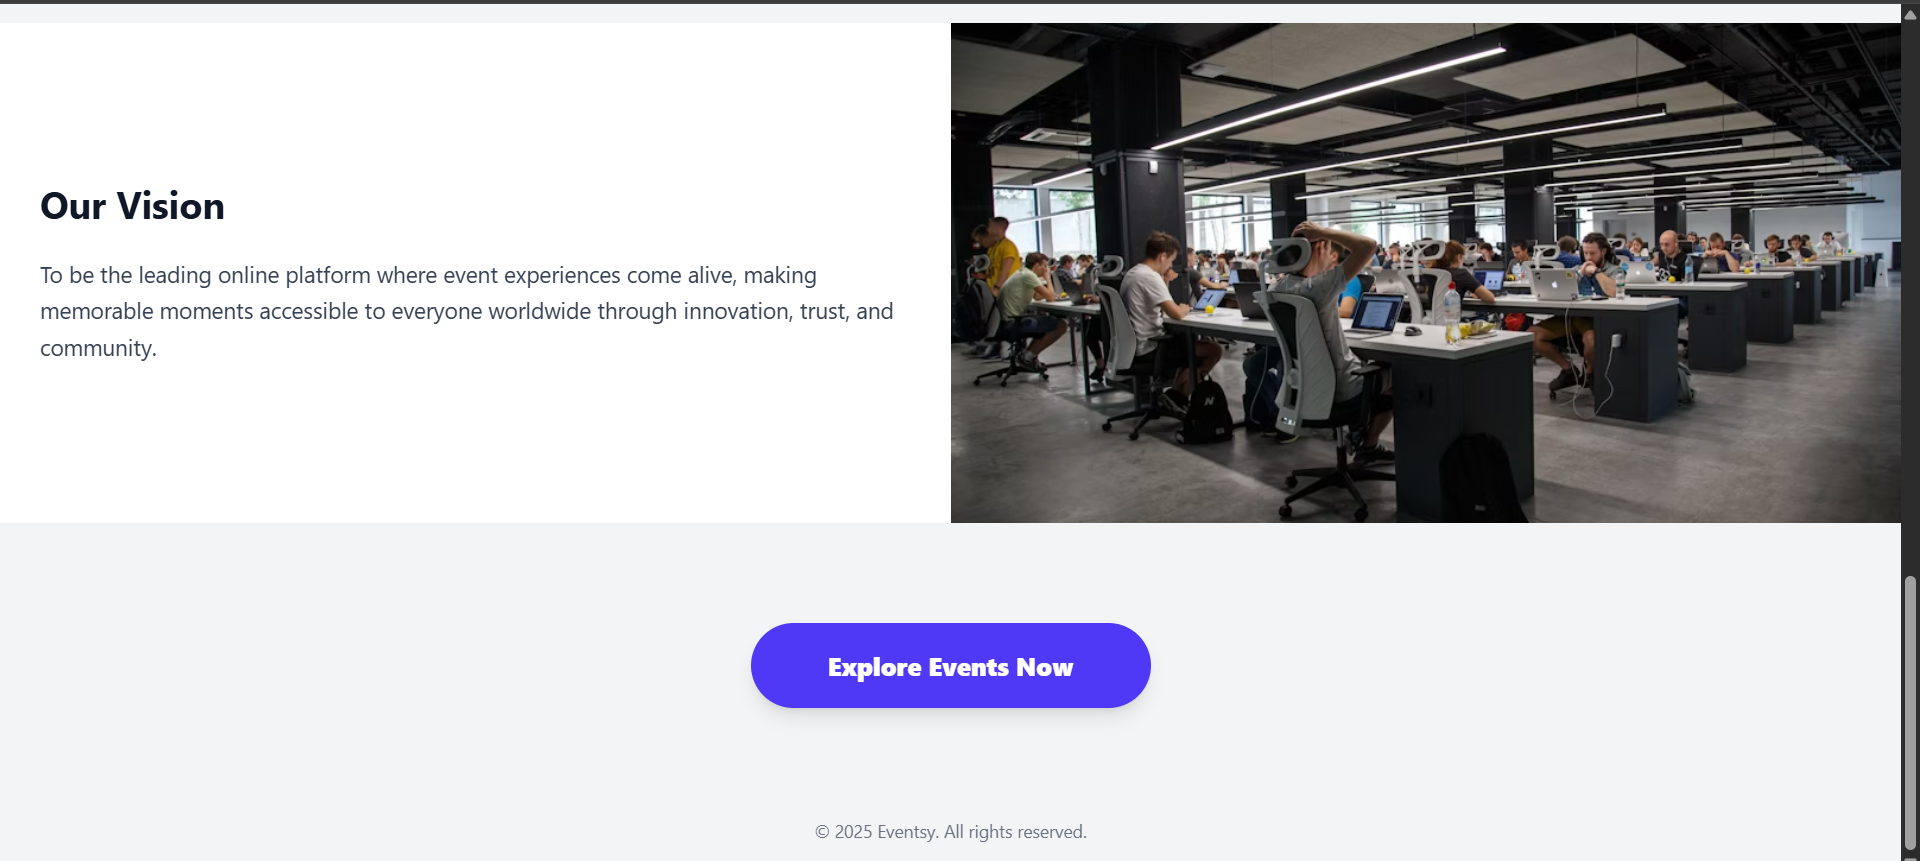 Our Vision
To be the leading online platform where event experiences come alive, making
memorable moments accessible to everyone worldwide through innovation, trust, and
community.
Explore Events Now
© 2025 Eventsy. All rights reserved.